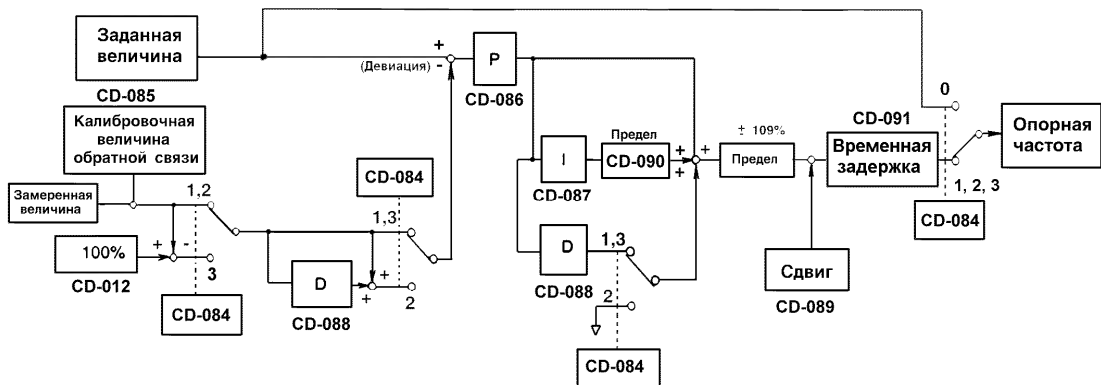 Заданная
величина
CD-085
Калибровочная
величина
обратной связи
Замеренная
величина
100%
CD-012
1,2
+
-
3
CD-084
D
CD-088
+
+
CD-084
1,3
2
+
-
(Девиация)
P
CD-086
I
CD-087
Предел
CD-090
+
+
D
CD-088
1,3
2
CD-084
+
± 109%
Предел
Сдвиг
CD-089
CD-091
Временная
задержка
0
1, 2, 3
CD-084
Опорная
частота